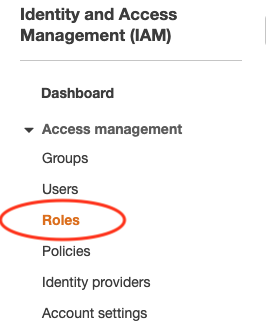 Identity and Access
Management (IAM)
Dashboard
Access management
Groups
Users
Roles
Policies
Identity providers
Account settings